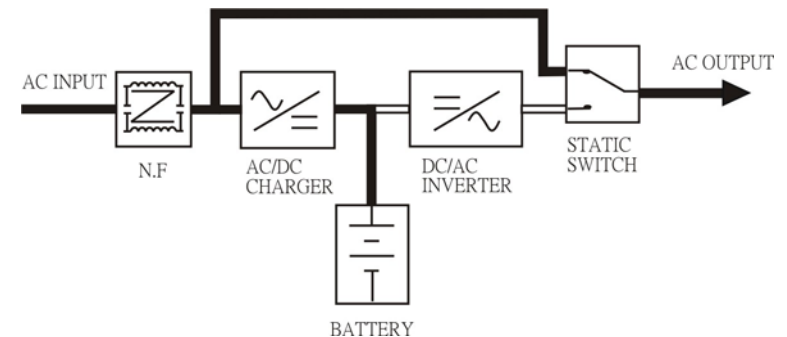 AC INPUT
AC OUTPUT
N.F
AC/DC
CHARGER
DC/AC
INVERTER
STATIC
SWITCH
BATTERY